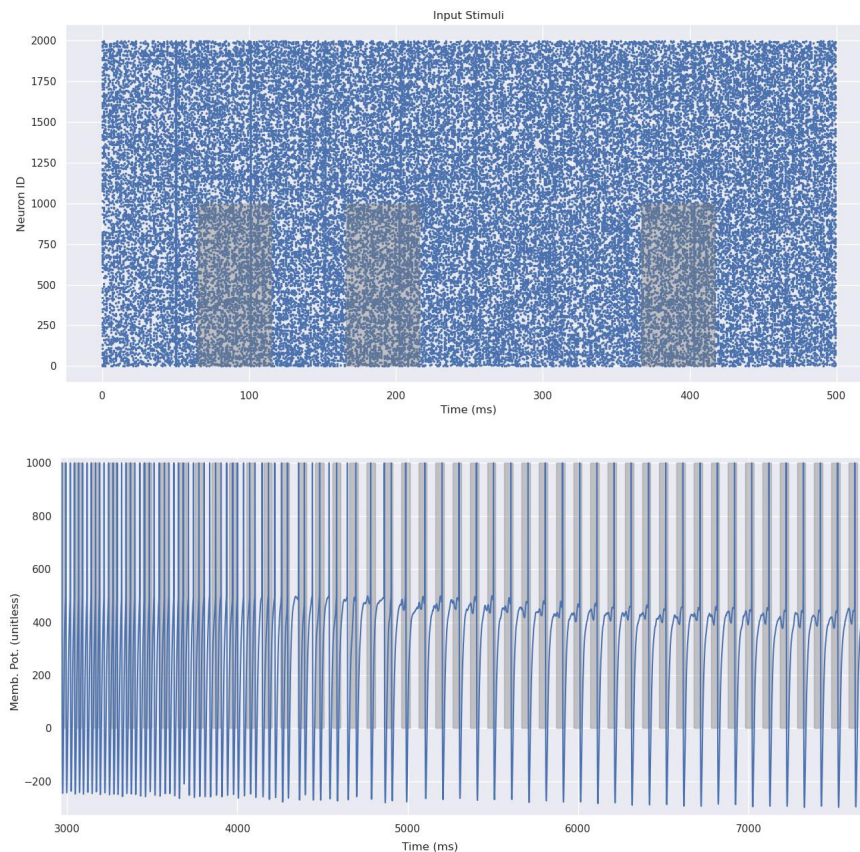 Input Stimuli
2000
1750
1500
1250
1000
750
500
250
0
Neuron ID
0 100 200 300 400 500
Time (ms)
1000
800
600
400
200
0
−200
Memb. Pot. (unitless)
3000 4000 5000 6000 7000
Time (ms)